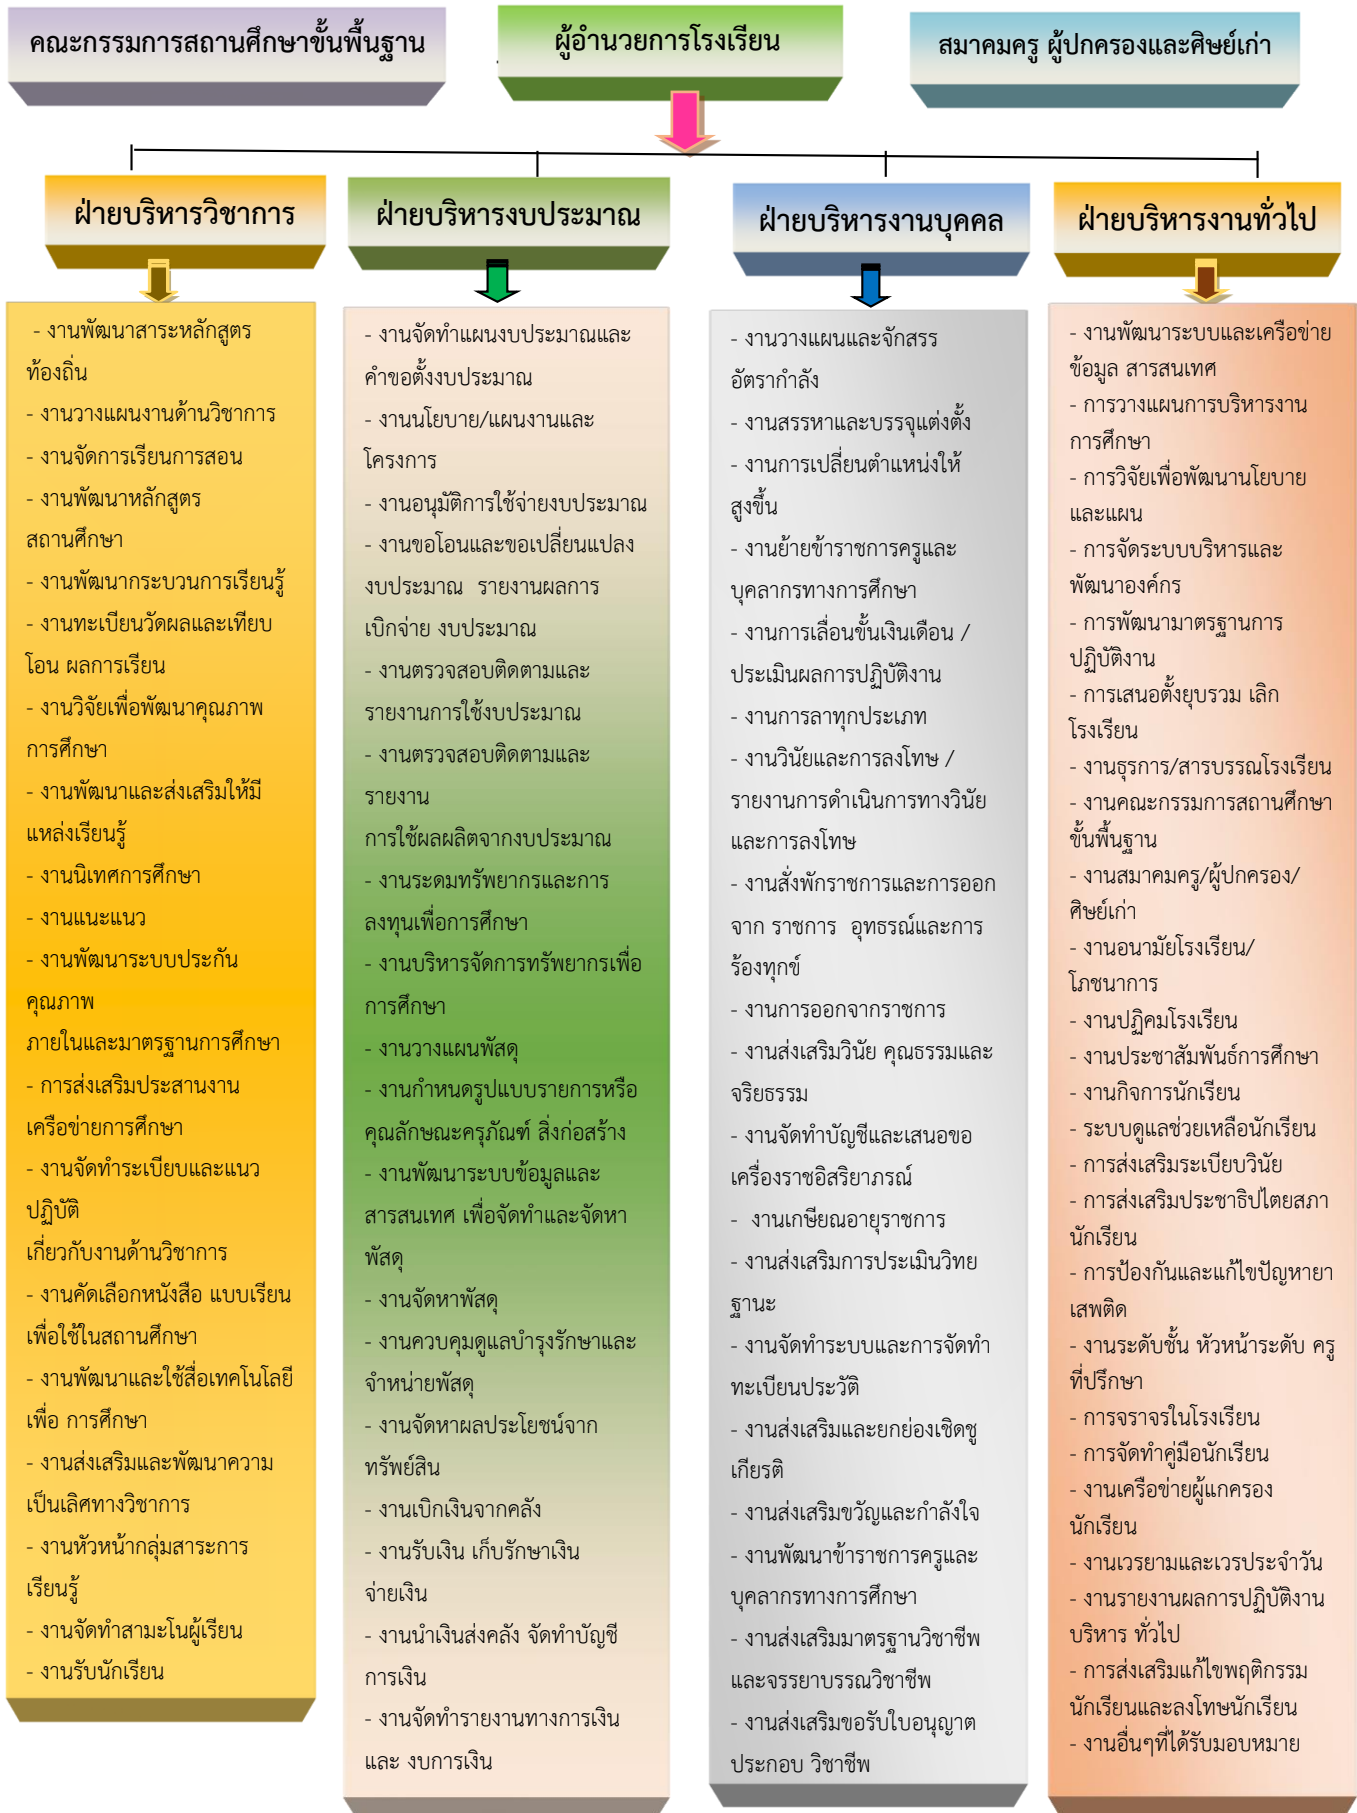 คณะกรรมการสถานศึกษาขั้นพื้นฐาน
ผู้อำนวยการโรงเรียน
สมาคมครู ผู้ปกครองและศิษย์เก่า
ฝ่ายบริหารวิชาการ
- งานพัฒนาสาระหลักสูตร
ท้องถิ่น
- งานวางแผนงานด้านวิชาการ
- งานจัดการเรียนการสอน
- งานพัฒนาหลักสูตร
สถานศึกษา
- งานพัฒนากระบวนการเรียนรู้
- งานทะเบียนวัดผลและเทียบ
โอน ผลการเรียน
- งานวิจัยเพื่อพัฒนาคุณภาพ
การศึกษา
- งานพัฒนาและส่งเสริมให้มี
แหล่งเรียนรู้
- งานนิเทศการศึกษา
- งานแนะแนว
- งานพัฒนาระบบประกัน
คุณภาพ
ภายในและมาตรฐานการศึกษา
- การส่งเสริมประสานงาน
เครือข่ายการศึกษา
- งานจัดทำระเบียบและแนว
ปฏิบัติ
เกี่ยวกับงานด้านวิชาการ
- งานคัดเลือกหนังสือ แบบเรียน
เพื่อใช้ในสถานศึกษา
- งานพัฒนาและใช้สื่อเทคโนโลยี
เพื่อ การศึกษา
- งานส่งเสริมและพัฒนาความ
เป็นเลิศทางวิชาการ
- งานหัวหน้ากลุ่มสาระการ
เรียนรู้
- งานจัดทำสามะโนผู้เรียน
- งานรับนักเรียน
ฝ่ายบริหารงบประมาณ
- งานจัดทำแผนงบประมาณและ
คำขอตั้งงบประมาณ
- งานนโยบาย/แผนงานและ
โครงการ
- งานอนุมัติการใช้จ่ายงบประมาณ
- งานขอโอนและขอเปลี่ยนแปลง
งบประมาณ รายงานผลการ
เบิกจ่าย งบประมาณ
- งานตรวจสอบติดตามและ
รายงานการใช้งบประมาณ
- งานตรวจสอบติดตามและ
รายงาน
การใช้ผลผลิตจากงบประมาณ
- งานระดมทรัพยากรและการ
ลงทุนเพื่อการศึกษา
- งานบริหารจัดการทรัพยากรเพื่อ
การศึกษา
- งานวางแผนพัสดุ
- งานกำหนดรูปแบบรายการหรือ
คุณลักษณะครุภัณฑ์ สิ่งก่อสร้าง
- งานพัฒนาระบบข้อมูลและ
สารสนเทศ เพื่อจัดทำและจัดหา
พัสดุ
- งานจัดหาพัสดุ
- งานควบคุมดูแลบำรุงรักษาและ
จำหน่ายพัสดุ
- งานจัดหาผลประโยชน์จาก
ทรัพย์สิน
- งานเบิกเงินจากคลัง
- งานรับเงิน เก็บรักษาเงิน
จ่ายเงิน
- งานนำเงินส่งคลัง จัดทำบัญชี
การเงิน
- งานจัดทำรายงานทางการเงิน
และ งบการเงิน
ฝ่ายบริหารงานบุคคล
- งานวางแผนและจักสรร
อัตรากำลัง
- งานสรรหาและบรรจุแต่งตั้ง
- งานการเปลี่ยนตำแหน่งให้
สูงขึ้น
- งานย้ายข้าราชการครูและ
บุคลากรทางการศึกษา
- งานการเลื่อนขั้นเงินเดือน /
ประเมินผลการปฏิบัติงาน
- งานการลาทุกประเภท
- งานวินัยและการลงโทษ /
รายงานการดำเนินการทางวินัย
และการลงโทษ
- งานสั่งพักราชการและการออก
จาก ราชการ อุทธรณ์และการ
ร้องทุกข์
- งานการออกจากราชการ
- งานส่งเสริมวินัย คุณธรรมและ
จริยธรรม
- งานจัดทำบัญชีและเสนอขอ
เครื่องราชอิสริยาภรณ์
- งานเกษียณอายุราชการ
- งานส่งเสริมการประเมินวิทย
ฐานะ
- งานจัดทำระบบและการจัดทำ
ทะเบียนประวัติ
- งานส่งเสริมและยกย่องเชิดชู
เกียรติ
- งานส่งเสริมขวัญและกำลังใจ
- งานพัฒนาข้าราชการครูและ
บุคลากรทางการศึกษา
- งานส่งเสริมมาตรฐานวิชาชีพ
และจรรยาบรรณวิชาชีพ
- งานส่งเสริมขอรับใบอนุญาต
ประกอบ วิชาชีพ
ฝ่ายบริหารงานทั่วไป
- งานพัฒนาระบบและเครือข่าย
ข้อมูล สารสนเทศ
- การวางแผนการบริหารงาน
การศึกษา
- การวิจัยเพื่อพัฒนานโยบาย
และแผน
- การจัดระบบบริหารและ
พัฒนาองค์กร
- การพัฒนามาตรฐานการ
ปฏิบัติงาน
- การเสนอตั้งยุบรวม เลิก
โรงเรียน
- งานธุรการ/สารบรรณโรงเรียน
- งานคณะกรรมการสถานศึกษา
ขั้นพื้นฐาน
- งานสมาคมครู/ผู้ปกครอง/
ศิษย์เก่า
- งานอนามัยโรงเรียน/
โภชนาการ
- งานปฏิคมโรงเรียน
- งานประชาสัมพันธ์การศึกษา
- งานกิจการนักเรียน
- ระบบดูแลช่วยเหลือนักเรียน
- การส่งเสริมระเบียบวินัย
- การส่งเสริมประชาธิปไตยสภา
นักเรียน
- การป้องกันและแก้ไขปัญหายา
เสพติด
- งานระดับชั้น หัวหน้าระดับ ครู
ที่ปรึกษา
- การจราจรในโรงเรียน
- การจัดทำคู่มือนักเรียน
- งานเครือข่ายผู้แกครอง
นักเรียน
- งานเวรยามและเวรประจำวัน
- งานรายงานผลการปฏิบัติงาน
บริหาร ทั่วไป
- การส่งเสริมแก้ไขพฤติกรรม
นักเรียนและลงโทษนักเรียน
- งานอื่นๆที่ได้รับมอบหมาย